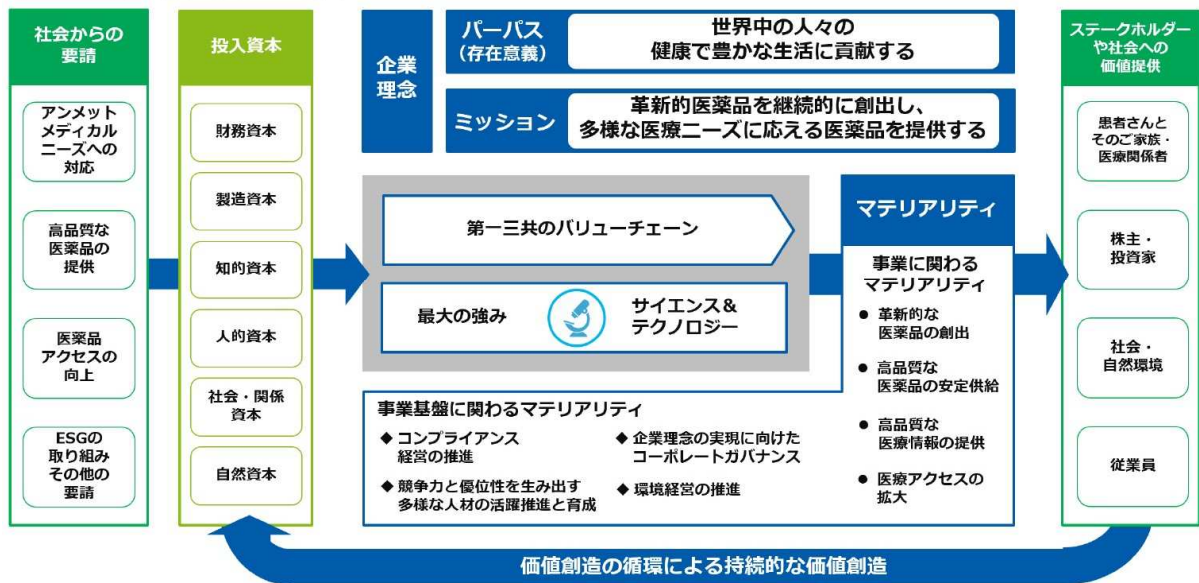 社会からの
要請
アンメット
メディカル
ニーズへの
対応
高品質な
医薬品の
提供
医薬品
アクセスの
向上
ESGの
取り組み
その他の
要請
投入資本
財務資本
製造資本
知的資本
人的資本
社会・関係
資本
自然資本
企業
理念
パーパス
(存在意義)
世界中の人々の
健康で豊かな生活に貢献する
ミッション
革新的医薬品を継続的に創出し、
多様な医療ニーズに応える医薬品を提供する
第一三共のバリューチェーン
最大の強み
サイエンス&
テクノロジー
マテリアリティ
事業に関わる
マテリアリティ
● 革新的な
医薬品の創出
● 高品質な
医薬品の安定供給
● 高品質な
医療情報の提供
● 医療アクセスの
拡大
事業基盤に関わるマテリアリティ
◆ コンプライアンス
経営の推進
◆ 競争力と優位性を生み出す
多様な人材の活躍推進と育成
◆ 企業理念の実現に向けた
コーポレートガバナンス
◆ 環境経営の推進
ステークホルダー
や社会への
価値提供
患者さんと
そのご家族・
医療関係者
株主・
投資家
社会・
自然環境
従業員
価値創造の循環による持続的な価値創造